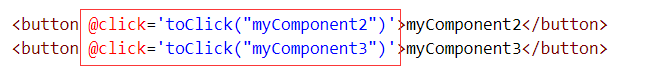 <button @click='toClick("myComponent2")'>myComponent2</button>
<button @click='toClick("myComponent3")'>myComponent3</button>